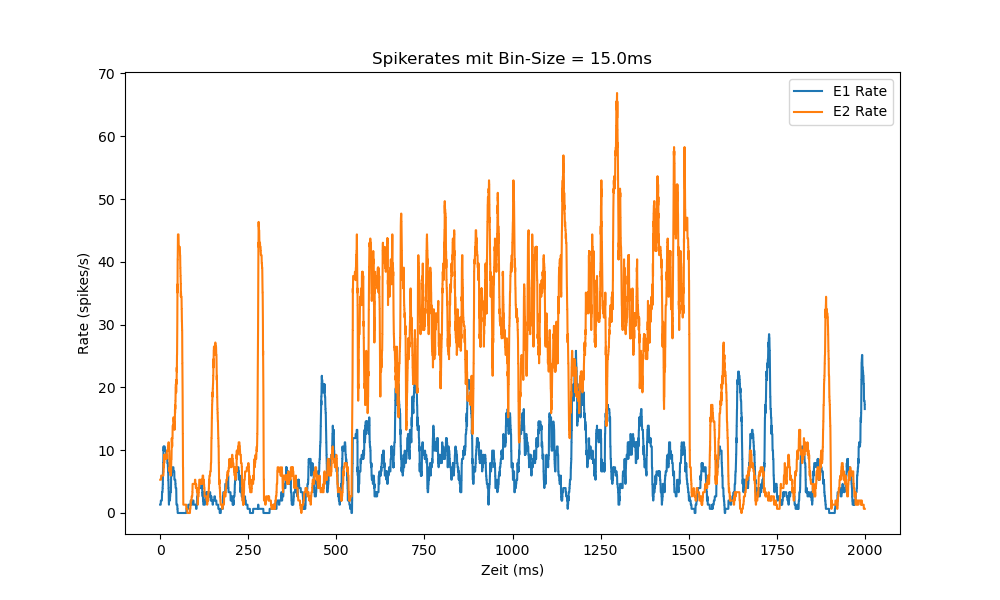 Spikerates mit Bin-Size = 15.0ms
E1 Rate
E2 Rate
Rate (spikes/s)
70
60
50
40
30
20
10
0
0 250 500 750 1000 1250 1500 1750 2000
Zeit (ms)